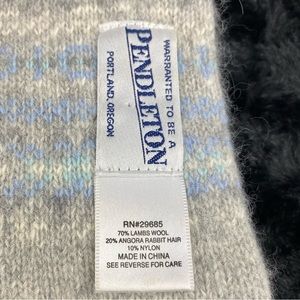 WARRANTED TO BE A
PENDLETON
PORTLAND, OREGON
RN#29685
70% LAMBS WOOL
20% ANGORA RABBIT HAIR
10% NYLON
MADE IN CHINA
SEE REVERSE FOR CARE